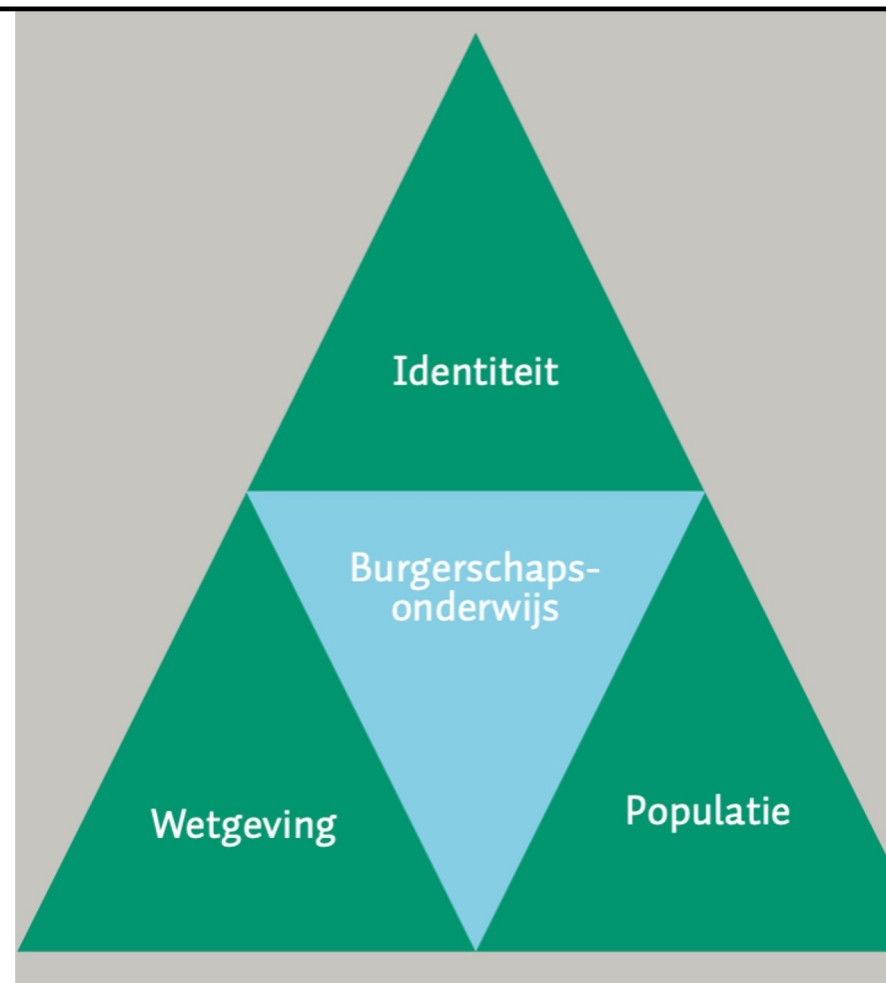 Identiteit
Burgerschaps-
onderwijs
Wetgeving
Populatie